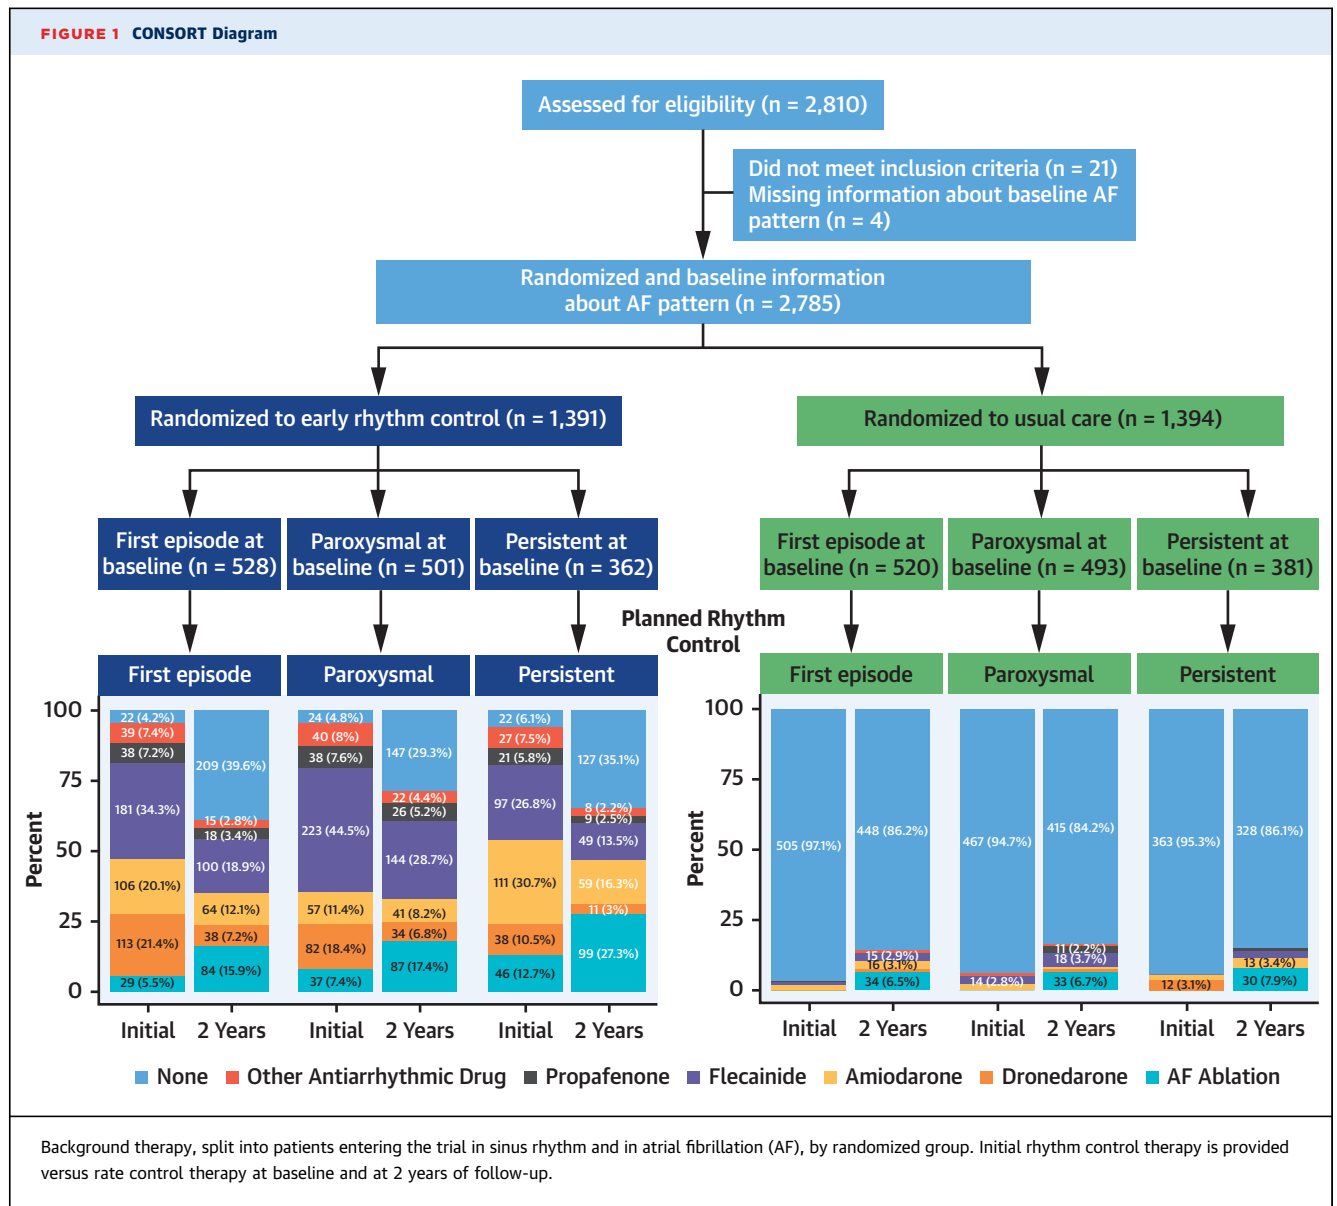 FIGURE 1 CONSORT Diagram
Assessed for eligibility (n = 2,810)
Did not meet inclusion criteria (n = 21)
Missing information about baseline AF
pattern (n = 4)
Randomized and baseline information
about AF pattern (n = 2,785)
Randomized to early rhythm control (n = 1,391)
Randomized to usual care (n = 1,394)
First episode at
baseline (n = 528)
Paroxysmal at
baseline (n = 501)
Persistent at
baseline (n = 362)
First episode at
baseline (n = 520)
Paroxysmal at
baseline (n = 493)
Persistent at
baseline (n = 381)
Planned Rhythm
Control
First episode
Paroxysmal
Persistent
First episode
Paroxysmal
Persistent
Percent
100
75
50
25
0
22 (4.2%)
39 (7.4%)
38 (7.2%)
181 (34.3%)
106 (20.1%)
113 (21.4%)
29 (5.5%)
209 (39.6%)
15 (2.8%)
18 (3.4%)
100 (18.9%)
64 (12.1%)
38 (7.2%)
84 (15.9%)
24 (4.8%)
40 (8%)
38 (7.6%)
223 (44.5%)
57 (11.4%)
82 (18.4%)
37 (7.4%)
147 (29.3%)
22 (4.4%)
26 (5.2%)
144 (28.7%)
41 (8.2%)
34 (6.8%)
87 (17.4%)
22 (6.1%)
27 (7.5%)
21 (5.8%)
97 (26.8%)
111 (30.7%)
38 (10.5%)
46 (12.7%)
127 (35.1%)
8 (2.2%)
9 (2.5%)
49 (13.5%)
59 (16.3%)
11 (3%)
99 (27.3%)
Initial
2 Years
Initial
2 Years
Initial
2 Years
Percent
100
75
50
25
0
505 (97.1%)
448 (86.2%)
15 (2.9%)
16 (3.1%)
34 (6.5%)
467 (94.7%)
14 (2.8%)
415 (84.2%)
11 (2.2%)
18 (3.7%)
33 (6.7%)
363 (95.3%)
12 (3.1%)
328 (86.1%)
13 (3.4%)
30 (7.9%)
Initial
2 Years
Initial
2 Years
Initial
2 Years
None
Other Antiarrhythmic Drug
Propafenone
Flecainide
Amiodarone
Dronedarone
AF Ablation
Background therapy, split into patients entering the trial in sinus rhythm and in atrial fibrillation (AF), by randomized group. Initial rhythm control therapy is provided
versus rate control therapy at baseline and at 2 years of follow-up.